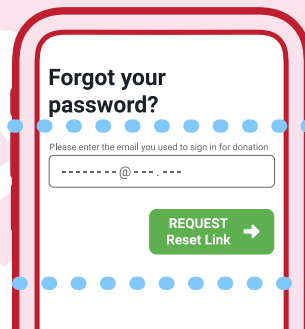 Forgot your
password?
Please enter the email you used to sign in for donation
--------@---.---
REQUEST
Reset Link